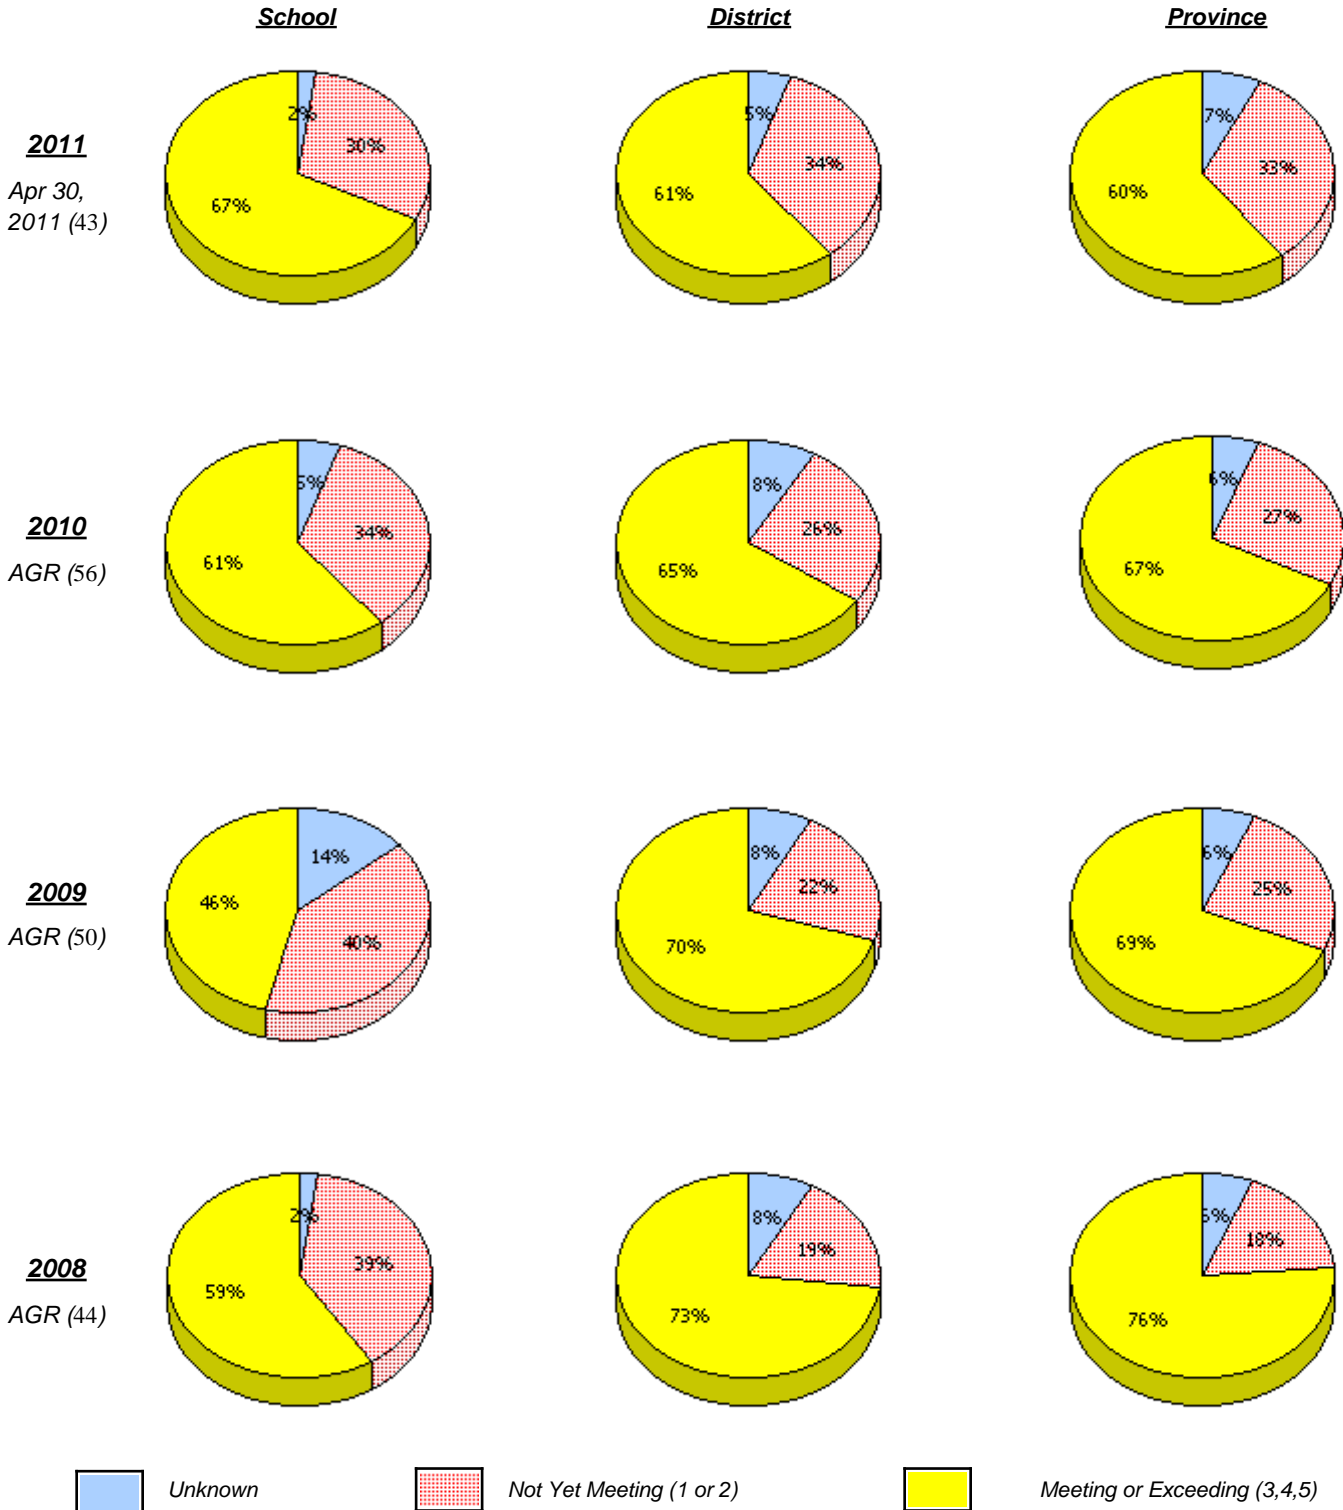 School District Province
2011
Apr 30,
2011 (43)
2% 30% 67%
5% 34% 61%
7% 33% 60%
2010
AGR (56)
5% 34% 61%
8% 26% 65%
6% 27% 67%
2009
AGR (50)
14% 40% 46%
8% 22% 70%
6% 25% 69%
2008
AGR (44)
2% 39% 59%
8% 19% 73%
18% 76%
Unknown Not Yet Meeting (1 or 2) Meeting or Exceeding (3,4,5)